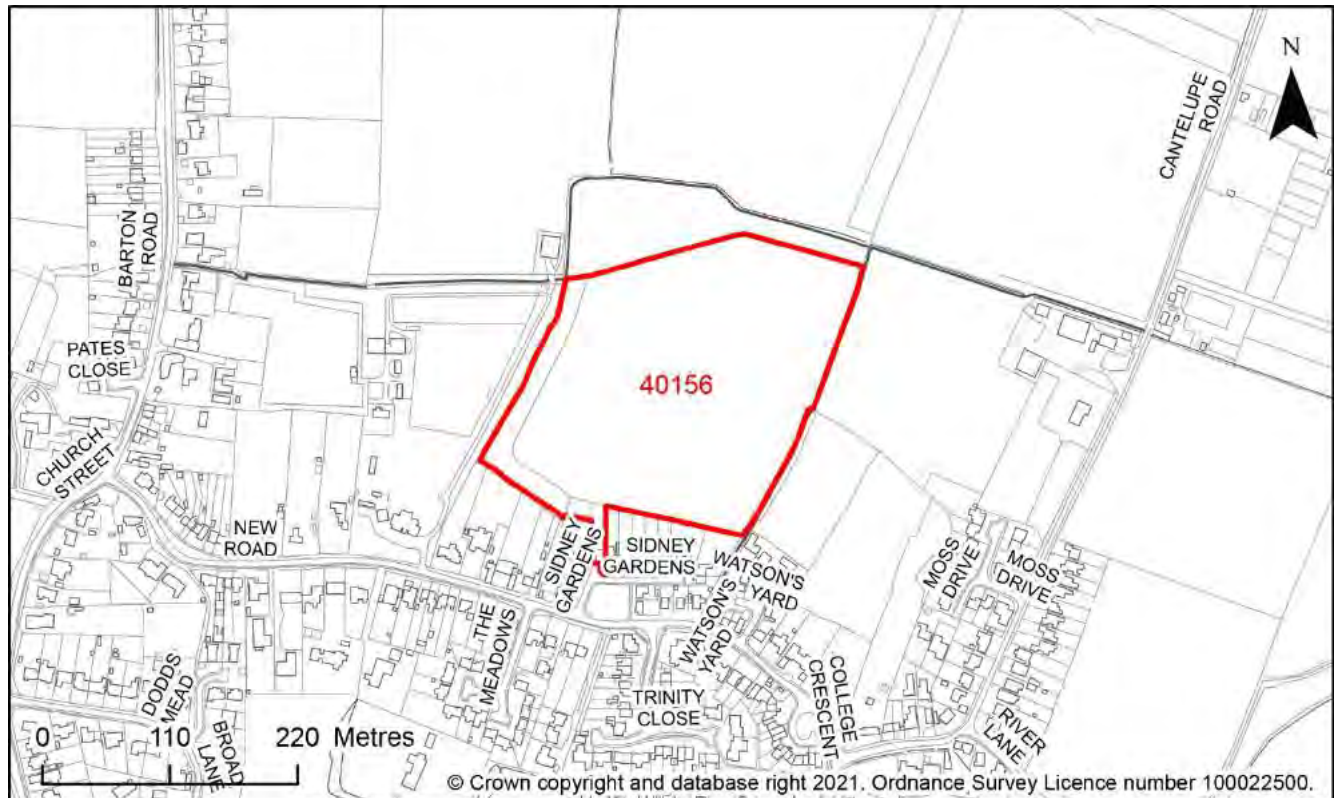 N
CANTELUPE
ROAD
BARTON
ROAD
PATES
CLOSE
40156
CHURCH
STREET
NEW
ROAD
SIDNEY
GARDENS
SIDNEY
GARDENS
WATSON'S
YARD
MOSS
DRIVE
MOSS
DRIVE
THE
MEADOWS
WATSON'S
YARD
DODDS
MEAD
TRINITY
CLOSE
COLLEGE
CRESCENT
RIVER
LANE
BROAD
LANE
0 110 220 Metres
© Crown copyright and database right 2021. Ordnance Survey Licence number 100022500.